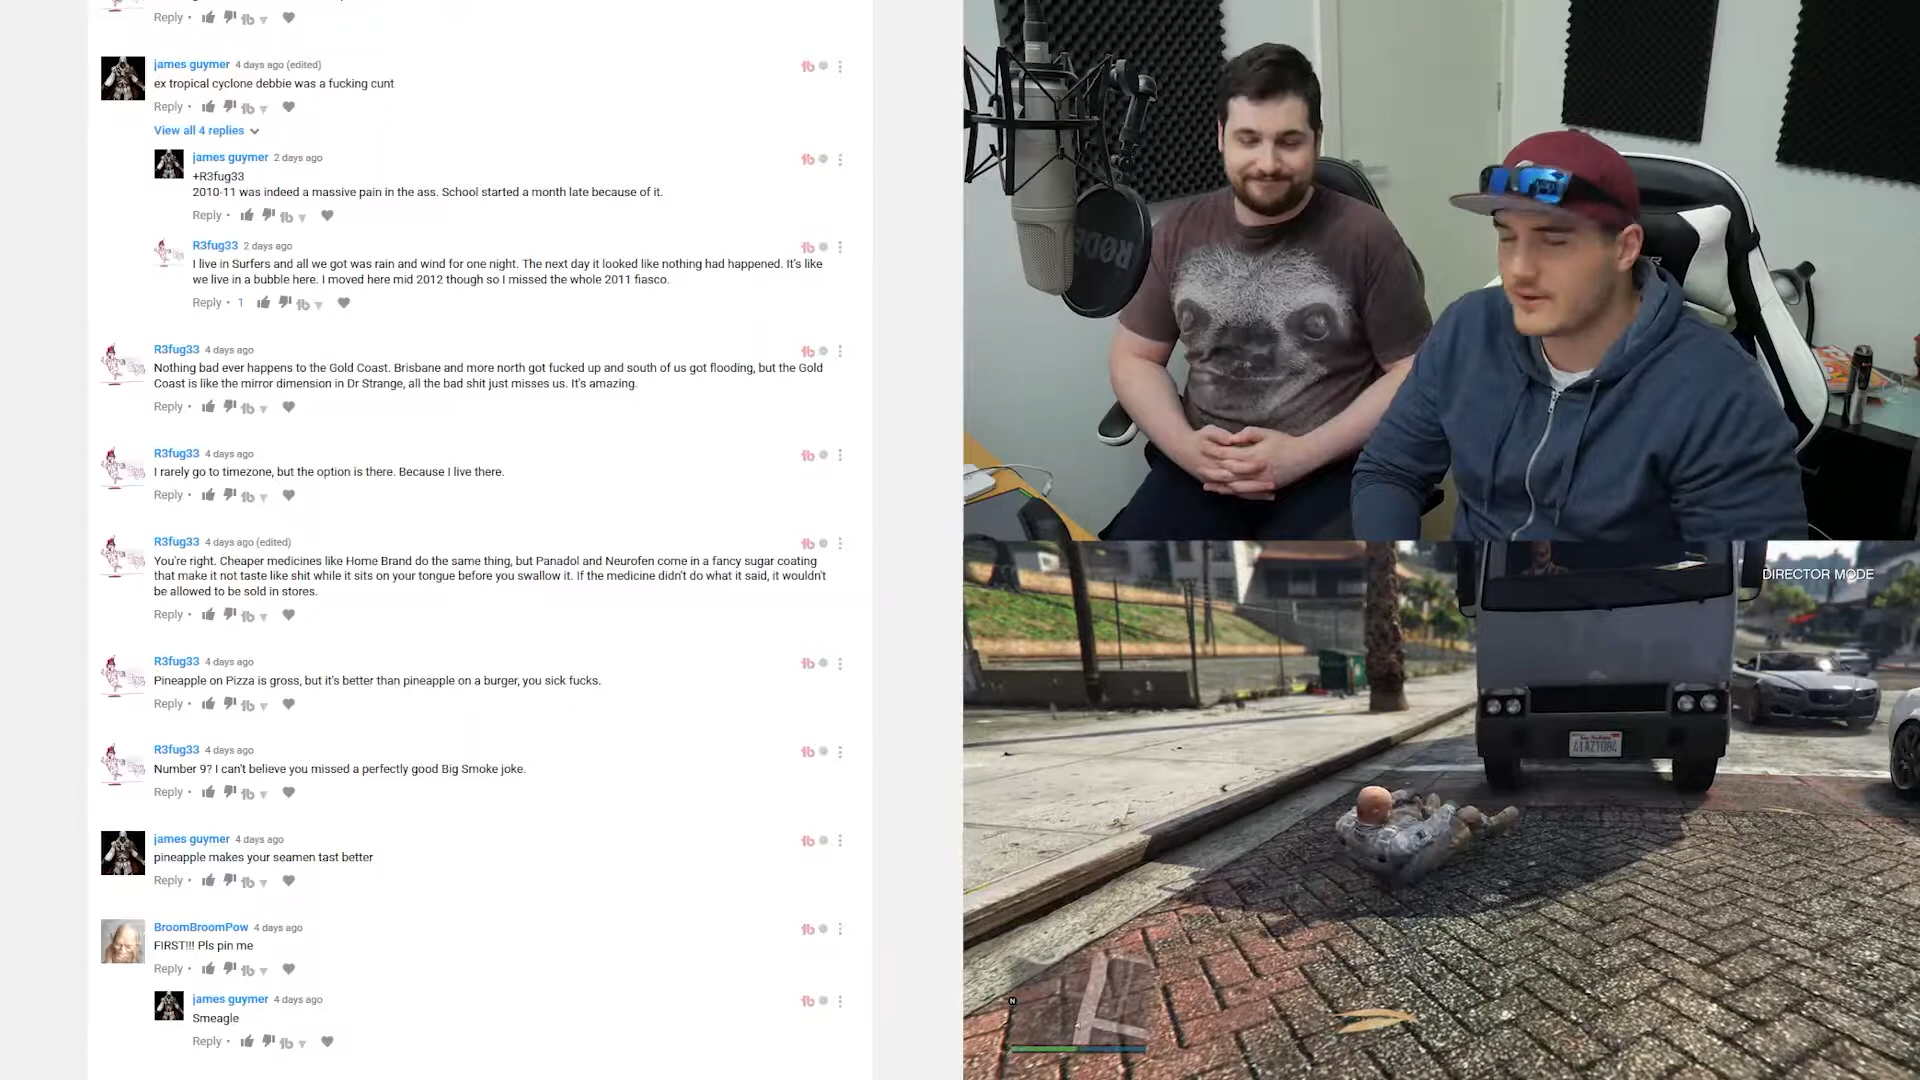 Reply •
james guymer 4 days ago (edited)
ex tropical cyclone debbie was a fucking cunt
Reply •
View all 4 replies
james guymer 2 days ago
+R3fug33
2010-11 was indeed a massive pain in the ass. School started a month late because of it.
Reply •
R3fug33 2 days ago
I live in Surfers and all we got was rain and wind for one night. The next day it looked like nothing had happened. It's like
we live in a bubble here. I moved here mid 2012 though so I missed the whole 2011 fiasco.
Reply • 1
R3fug33 4 days ago
Nothing bad ever happens to the Gold Coast. Brisbane and more north got fucked up and south of us got flooding, but the Gold
Coast is like the mirror dimension in Dr Strange, all the bad shit just misses us. It's amazing.
Reply •
R3fug33 4 days ago
I rarely go to timezone, but the option is there. Because I live there.
Reply •
R3fug33 4 days ago (edited)
You're right. Cheaper medicines like Home Brand do the same thing, but Panadol and Neurofen come in a fancy sugar coating
that make it not taste like shit while it sits on your tongue before you swallow it. If the medicine didn't do what it said, it wouldn't
be allowed to be sold in stores.
Reply •
R3fug33 4 days ago
Pineapple on Pizza is gross, but it's better than pineapple on a burger, you sick fucks.
Reply •
R3fug33 4 days ago
Number 9? I can't believe you missed a perfectly good Big Smoke joke.
Reply •
james guymer 4 days ago
pineapple makes your seamen tast better
Reply •
BroomBroomPow 4 days ago
FIRST!!! Pls pin me
Reply •
james guymer 4 days ago
Smeagle
Reply •
RØDE
DIRECTOR MODE
41AZ1084
N